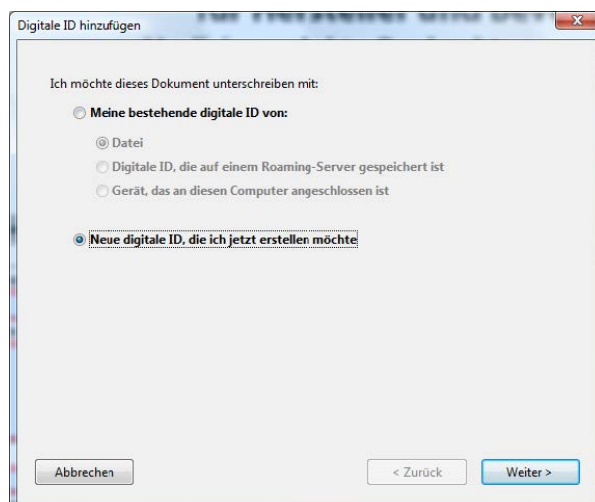 Digitale ID hinzufügen
Ich möchte dieses Dokument unterschreiben mit:
Meine bestehende digitale ID von:
Datei
Digitale ID, die auf einem Roaming-Server gespeichert ist
Gerät, das an diesen Computer angeschlossen ist
Neue digitale ID, die ich jetzt erstellen möchte
Abbrechen
< Zurück
Weiter >